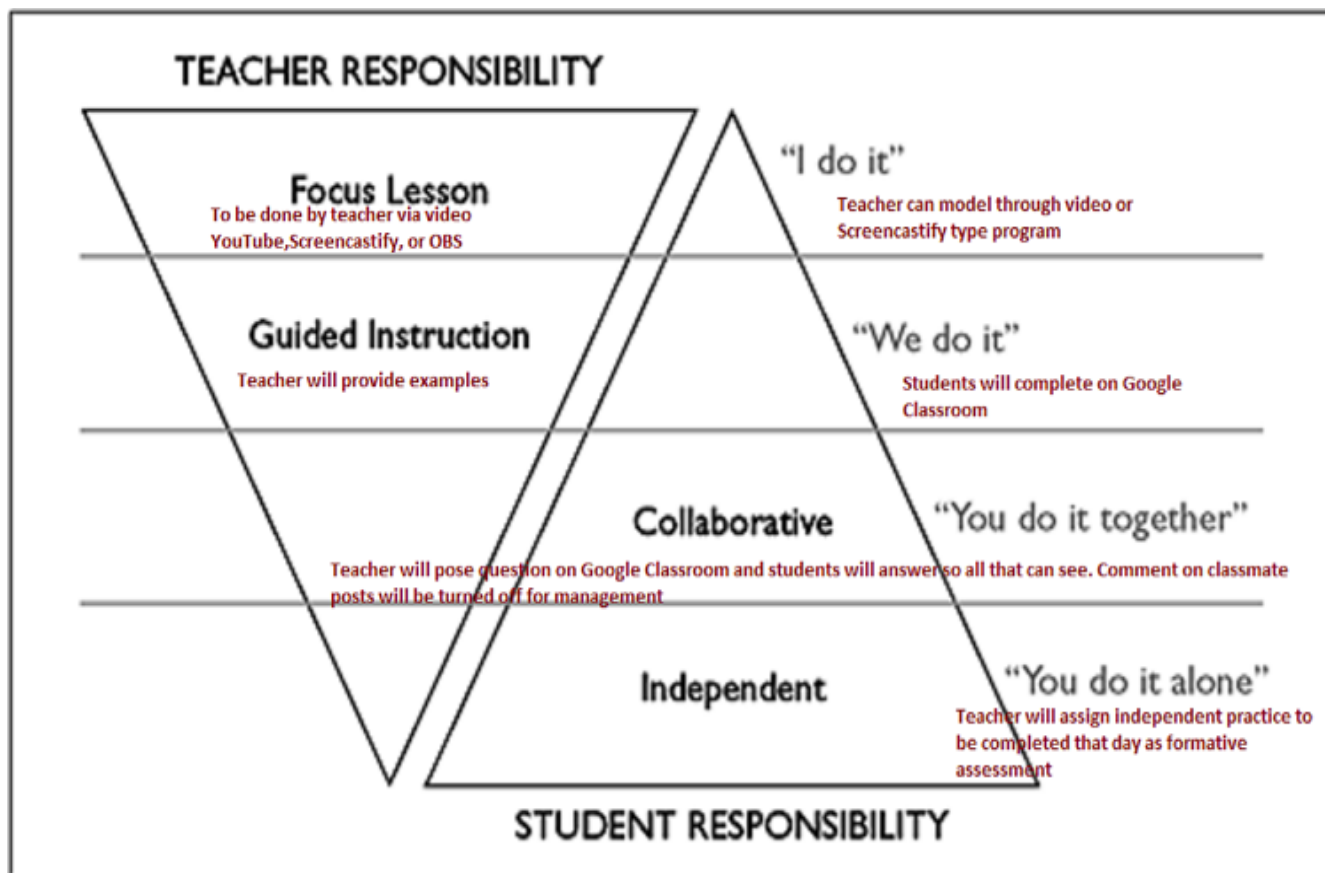 TEACHER RESPONSIBILITY
Focus Lesson
To be done by teacher via video
YouTube,Screencastify, or OBS
“I do it”
Teacher can model through video or
Screencastify type program
Guided Instruction
Teacher will provide examples
“We do it”
Students will complete on Google
Classroom
Collaborative
“You do it together”
Teacher will pose question on Google Classroom and students will answer so all that can see. Comment on classmate
posts will be turned off for management
Independent
“You do it alone”
Teacher will assign independent practice to
be completed that day as formative
assessment
STUDENT RESPONSIBILITY